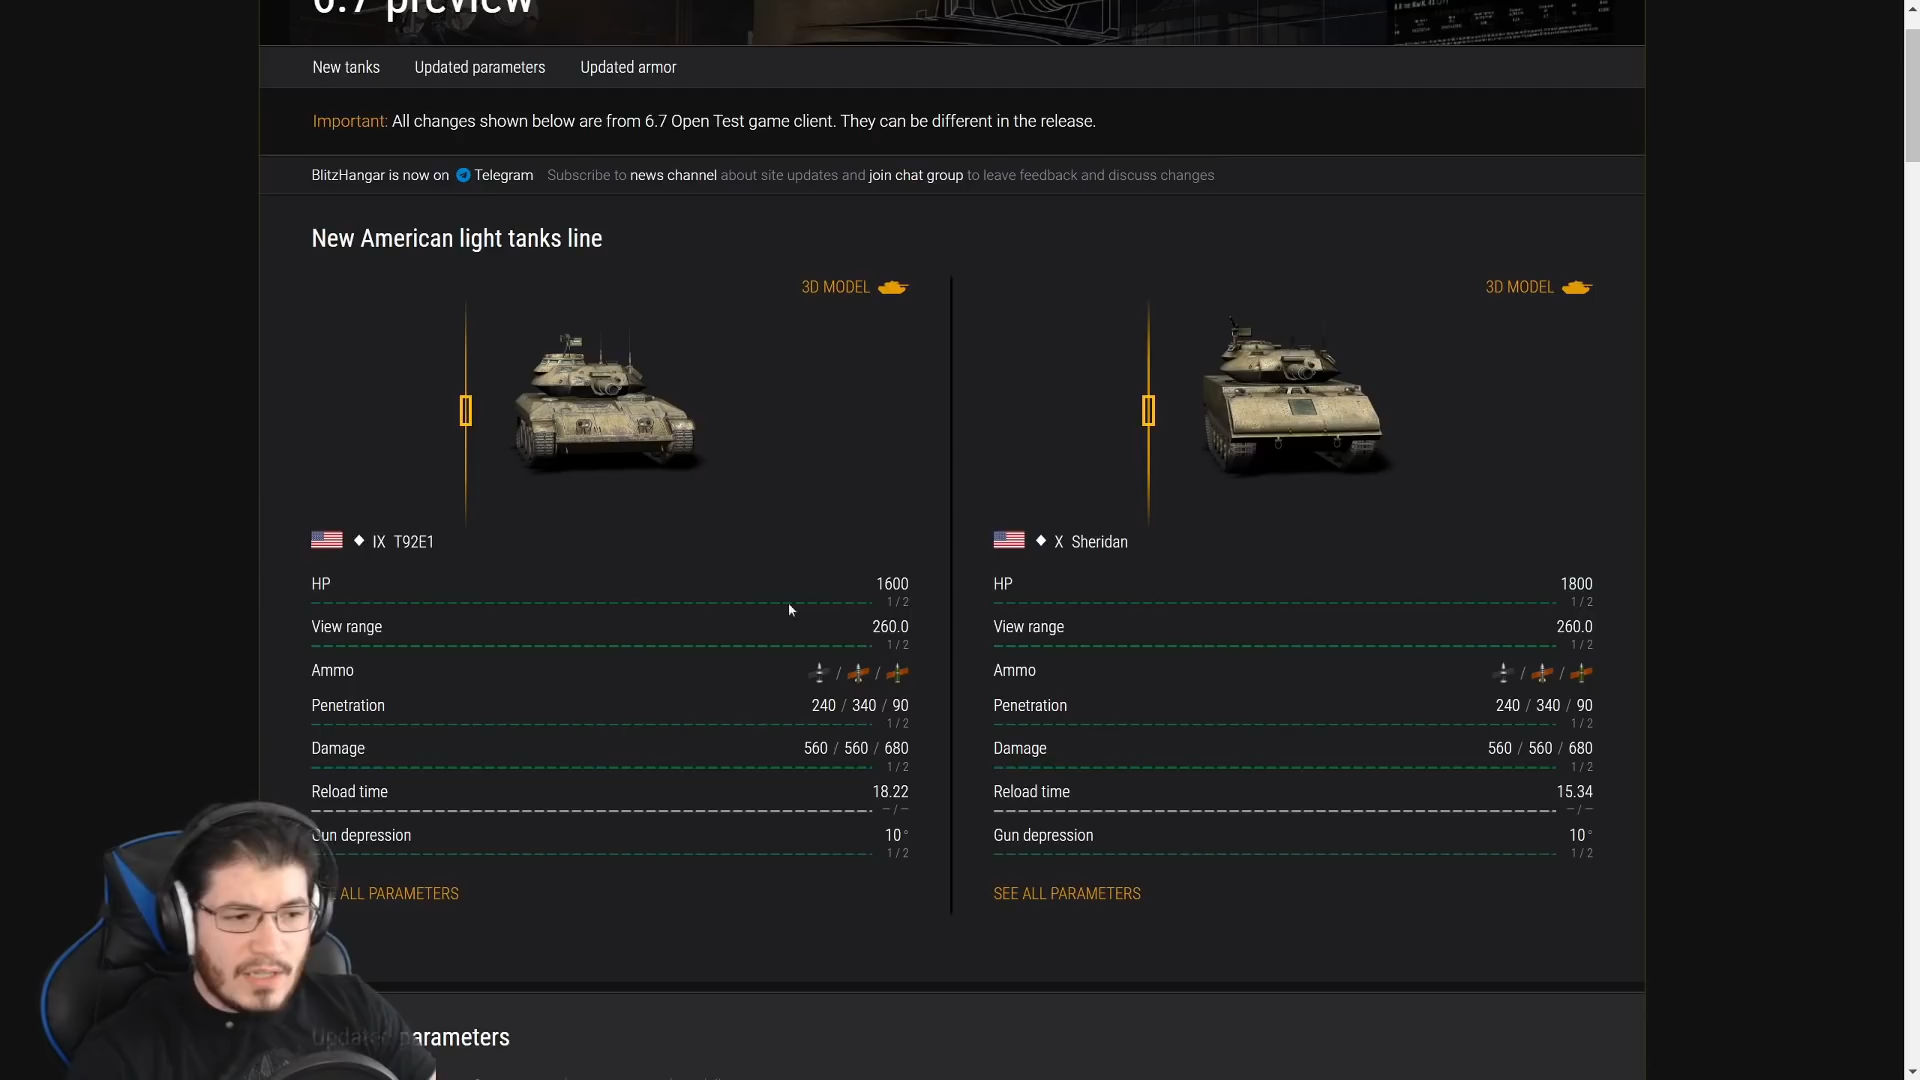 6.7 preview
New tanks Updated parameters Updated armor
Important: All changes shown below are from 6.7 Open Test game client. They can be different in the release.
BlitzHangar is now on Telegram Subscribe to news channel about site updates and join chat group to leave feedback and discuss changes
New American light tanks line
3D MODEL
3D MODEL
IX T92E1
X Sheridan
HP 1600
1 / 2
View range 260.0
1 / 2
Ammo / /
Penetration 240 / 340 / 90
1 / 2
Damage 560 / 560 / 680
1 / 2
Reload time 18.22
– / –
Gun depression 10°
1 / 2
ALL PARAMETERS
HP 1800
1 / 2
View range 260.0
1 / 2
Ammo / /
Penetration 240 / 340 / 90
1 / 2
Damage 560 / 560 / 680
1 / 2
Reload time 15.34
– / –
Gun depression 10°
1 / 2
SEE ALL PARAMETERS
Updated parameters